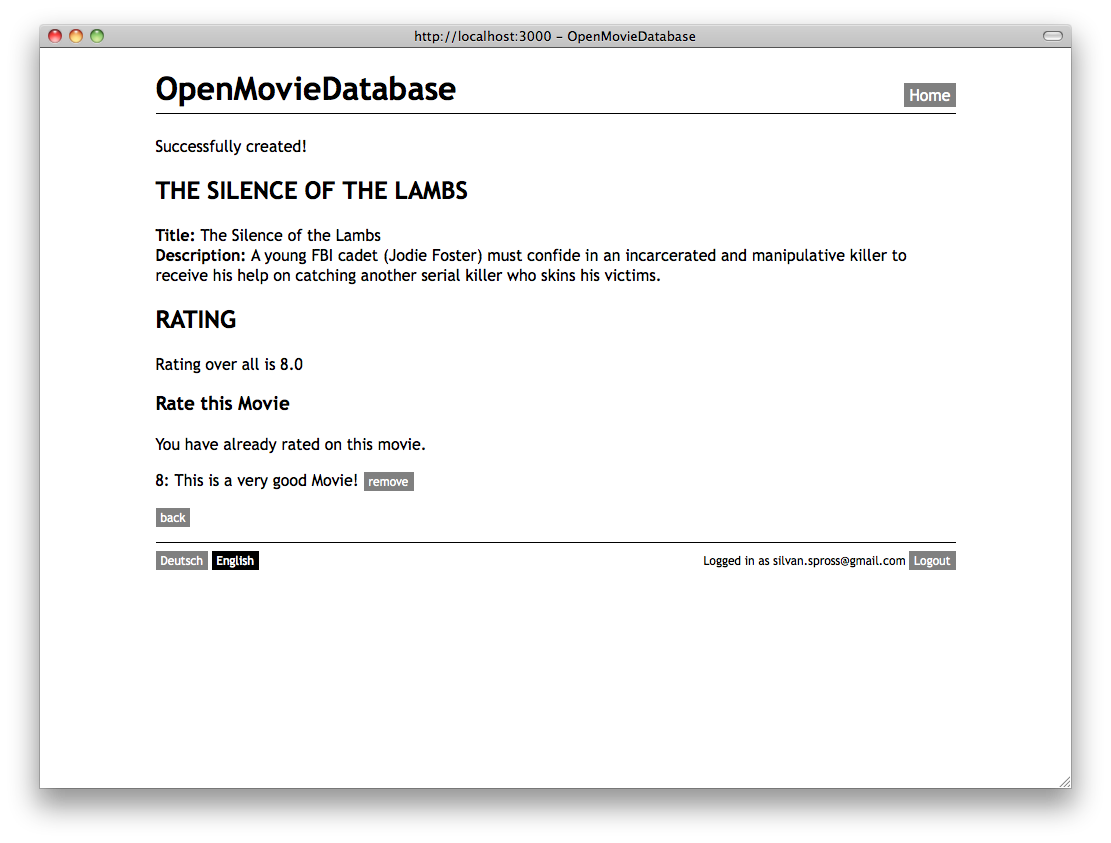 http://localhost:3000 – OpenMovieDatabase
OpenMovieDatabase
Home
Successfully created!
THE SILENCE OF THE LAMBS
Title: The Silence of the Lambs
Description: A young FBI cadet (Jodie Foster) must confide in an incarcerated and manipulative killer to
receive his help on catching another serial killer who skins his victims.
RATING
Rating over all is 8.0
Rate this Movie
You have already rated on this movie.
8: This is a very good Movie! remove
back
Deutsch English
Logged in as silvan.spross@gmail.com Logout